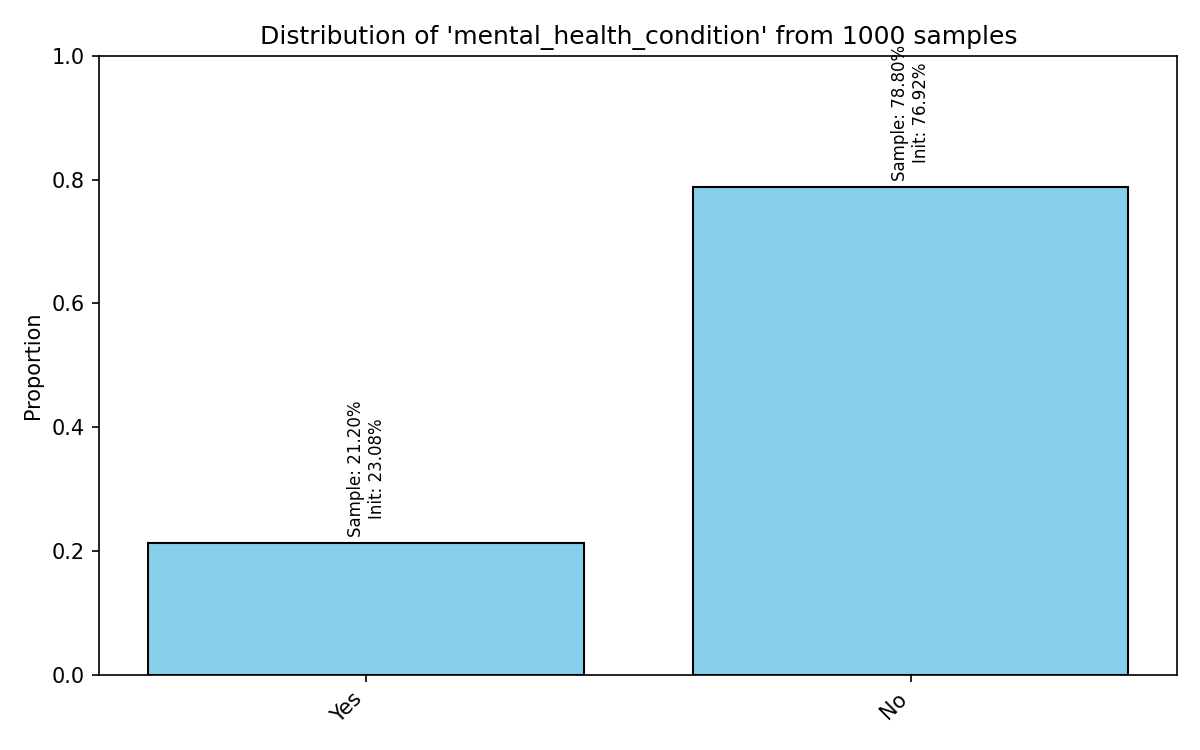 Distribution of 'mental_health_condition' from 1000 samples
Proportion
1.0
0.8
0.6
0.4
0.2
0.0
Sample: 21.20%
Init: 23.08%
Sample: 78.80%
Init: 76.92%
Yes
No